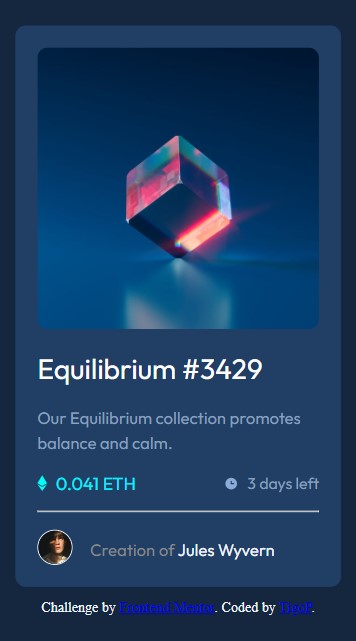 Equilibrium #3429
Our Equilibrium collection promotes
balance and calm.
0.041 ETH 3 days left
Creation of Jules Wyvern
Challenge by Frontend Mentor. Coded by TigoP.